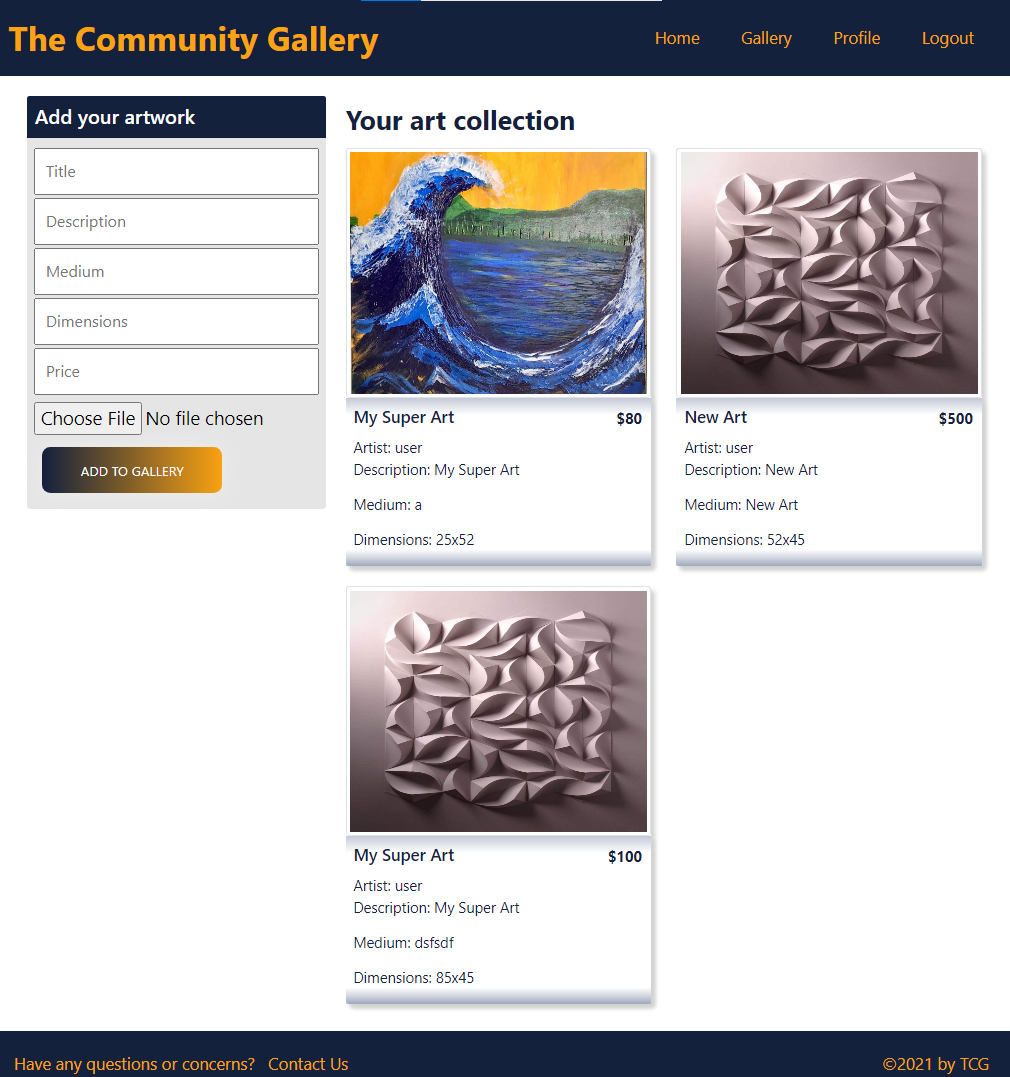 The Community Gallery
Home Gallery Profile Logout
Add your artwork
Title
Description
Medium
Dimensions
Price
Choose File No file chosen
ADD TO GALLERY
Your art collection
My Super Art $80
Artist: user
Description: My Super Art
Medium: a
Dimensions: 25x52
New Art $500
Artist: user
Description: New Art
Medium: New Art
Dimensions: 52x45
My Super Art $100
Artist: user
Description: My Super Art
Medium: dsfsdf
Dimensions: 85x45
Have any questions or concerns? Contact Us ©2021 by TCG